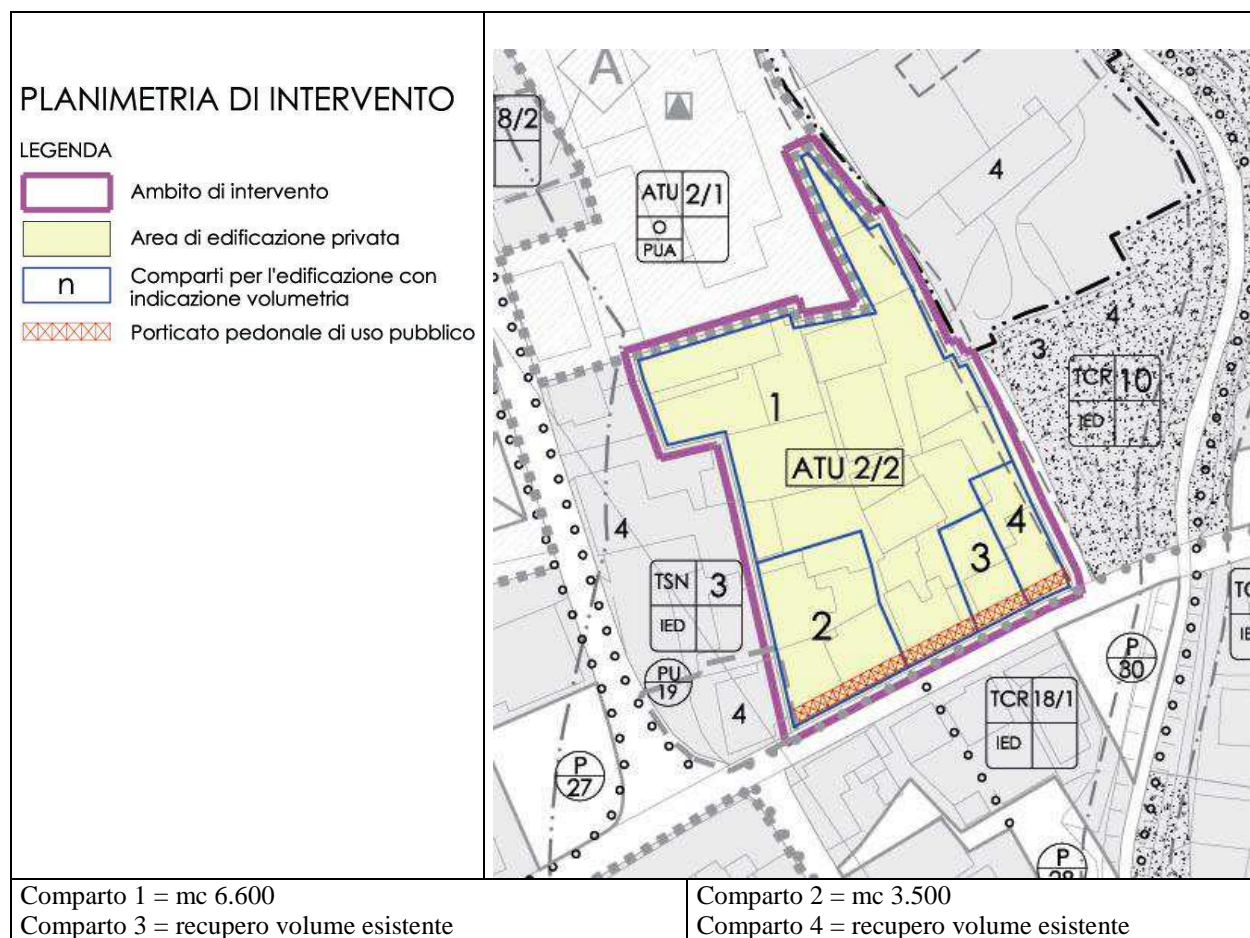 PLANIMETRIA DI INTERVENTO
LEGENDA
Ambito di intervento
Area di edificazione privata
n
Comparti per l'edificazione con
indicazione volumetria
Porticato pedonale di uso pubblico
A
8/2
4
ATU 2/1
O
PUA
4
3
TCR 10
IED
1
ATU 2/2
4
4
3
TSN 3
IED
2
PU
19
4
P
30
TCR 18/1
IED
P
27
P
Comparto 1 = mc 6.600
Comparto 2 = mc 3.500
Comparto 3 = recupero volume esistente
Comparto 4 = recupero volume esistente